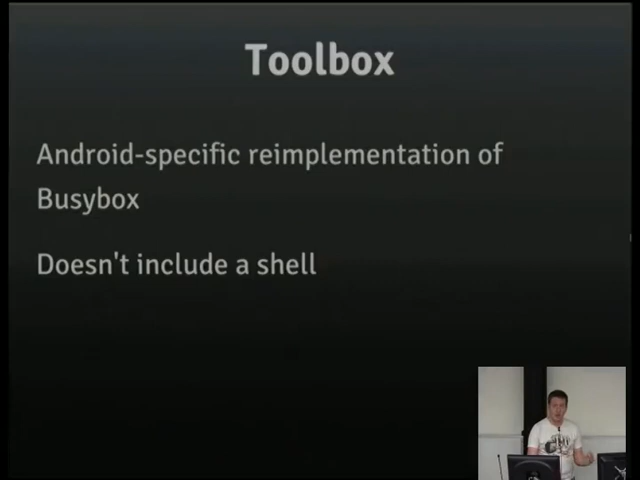 Toolbox
Android-specific reimplementation of
Busybox
Doesn't include a shell